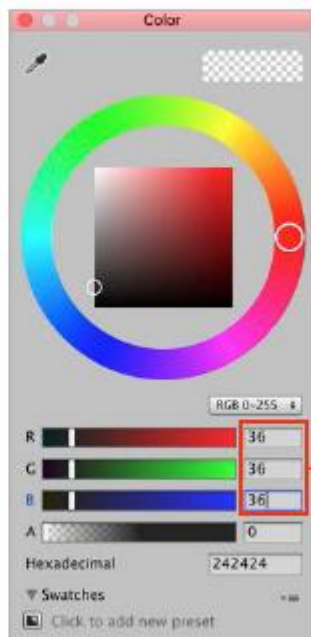 Color
RGB 0~255
R 36
G 36
B 36
A 0
Hexadecimal 242424
Swatches
Click to add new preset